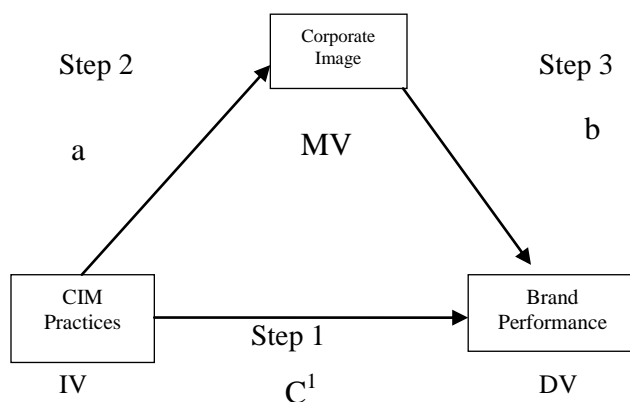 Corporate
Image
Step 2
Step 3
a
MV
b
CIM
Practices
Brand
Performance
Step 1
IV
C¹
DV